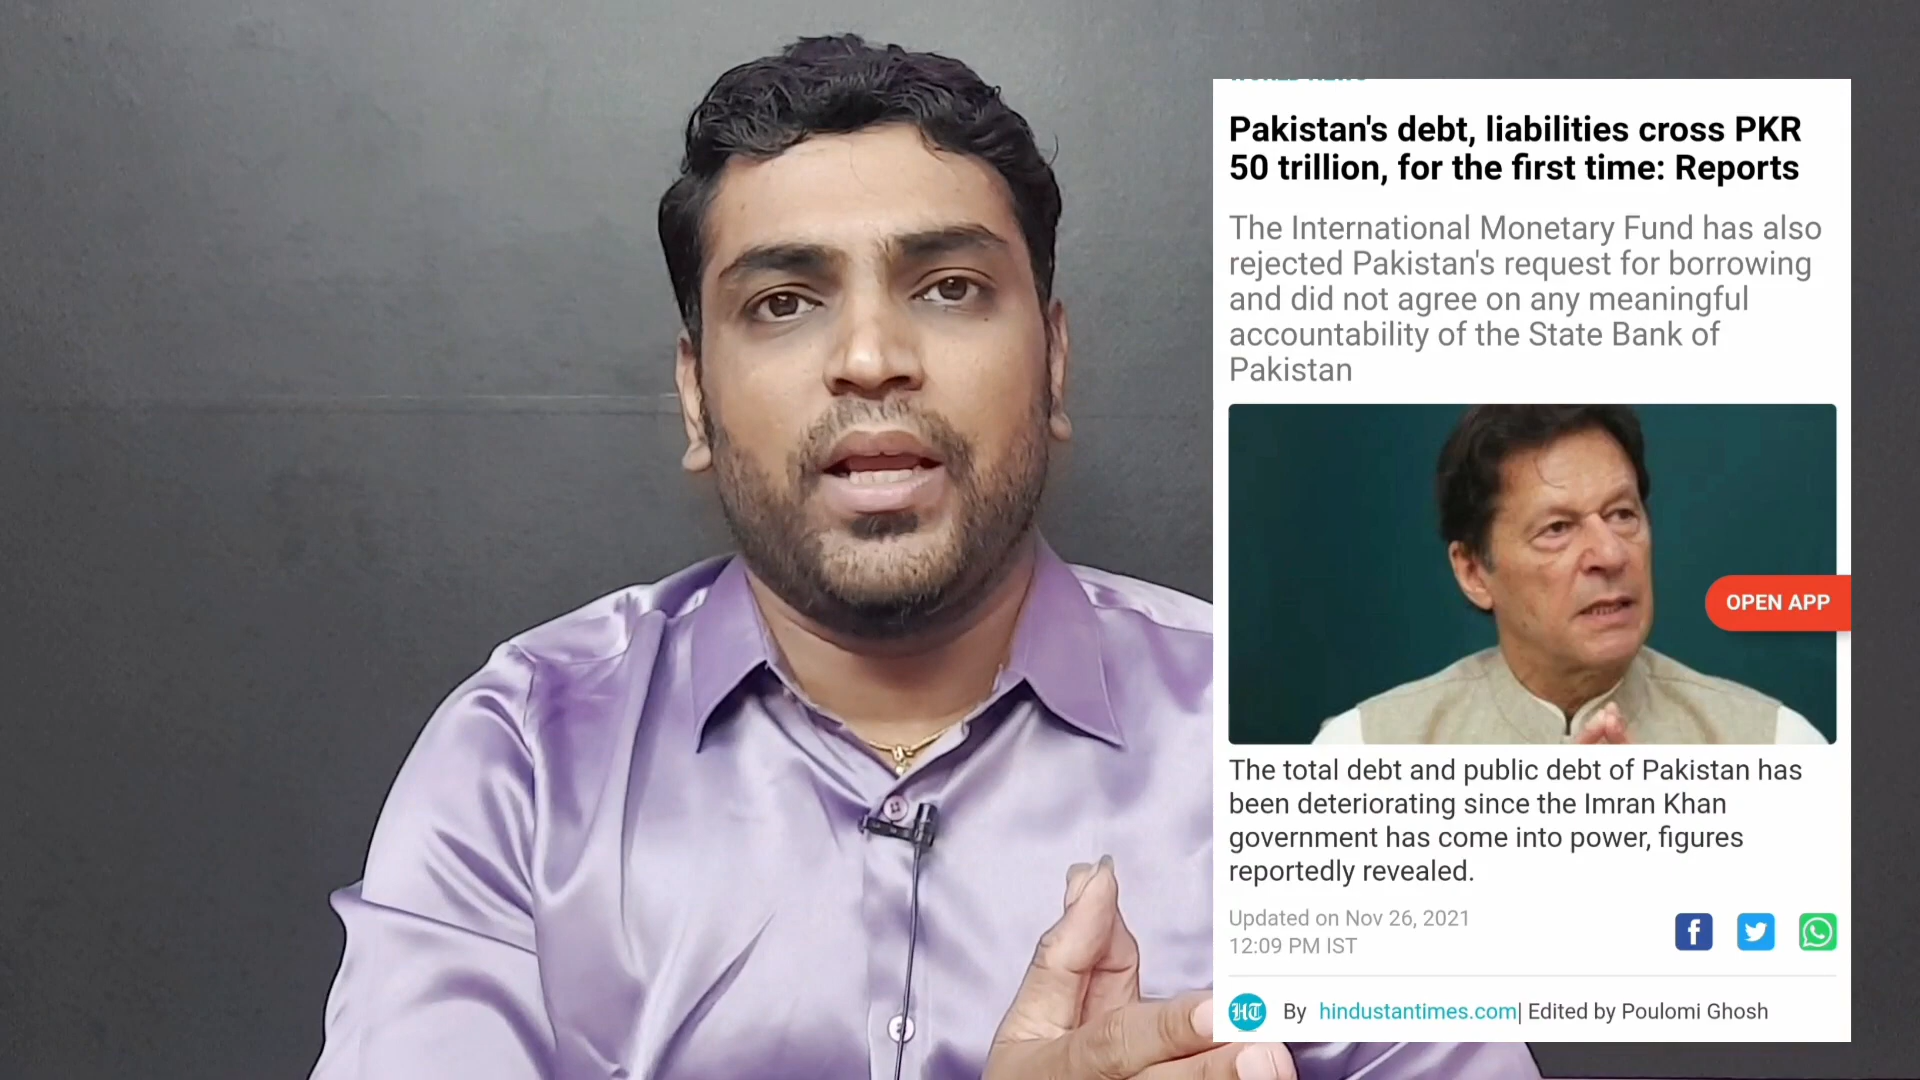 Pakistan's debt, liabilities cross PKR
50 trillion, for the first time: Reports
The International Monetary Fund has also
rejected Pakistan's request for borrowing
and did not agree on any meaningful
accountability of the State Bank of
Pakistan
OPEN APP
The total debt and public debt of Pakistan has
been deteriorating since the Imran Khan
government has come into power, figures
reportedly revealed.
Updated on Nov 26, 2021
12:09 PM IST
HT By hindustantimes.com| Edited by Poulomi Ghosh